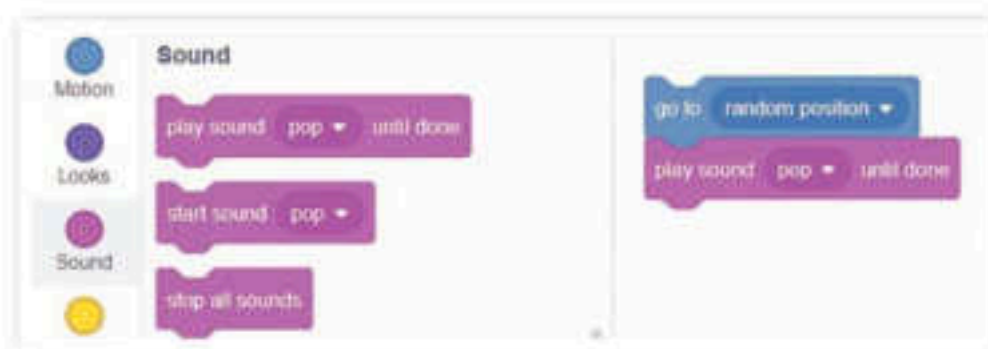 Motion
Looks
Sound
Sound
play sound pop until done
start sound pop
stop all sounds
go to random position
play sound pop until done